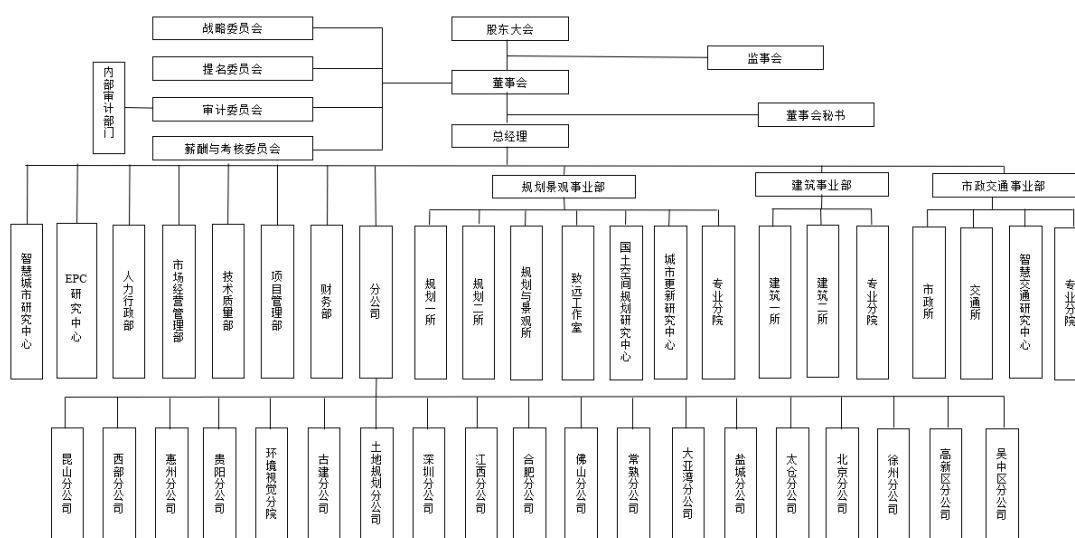 战略委员会
股东大会
监事会
提名委员会
董事会
内部审计部门
审计委员会
董事会秘书
总经理
薪酬与考核委员会
规划景观事业部
建筑事业部
市政交通事业部
智慧城市研究中心
EPC
研究中心
人力行政部
市场经营管理部
技术质量部
项目管理部
财务部
分公司
规划一所
规划二所
规划与景观所
致远工作室
国土空间规划研究中心
城市更新研究中心
专业分院
建筑一所
建筑二所
专业分院
市政所
交通所
智慧交通研究中心
专业分院
昆山分公司
西部分公司
惠州分公司
贵阳分公司
环境视觉分院
古建分公司
土地规划分公司
深圳分公司
江西分公司
合肥分公司
佛山分公司
常熟分公司
大亚湾分公司
盐城分公司
太仓分公司
北京分公司
徐州分公司
高新区分公司
吴中区分公司